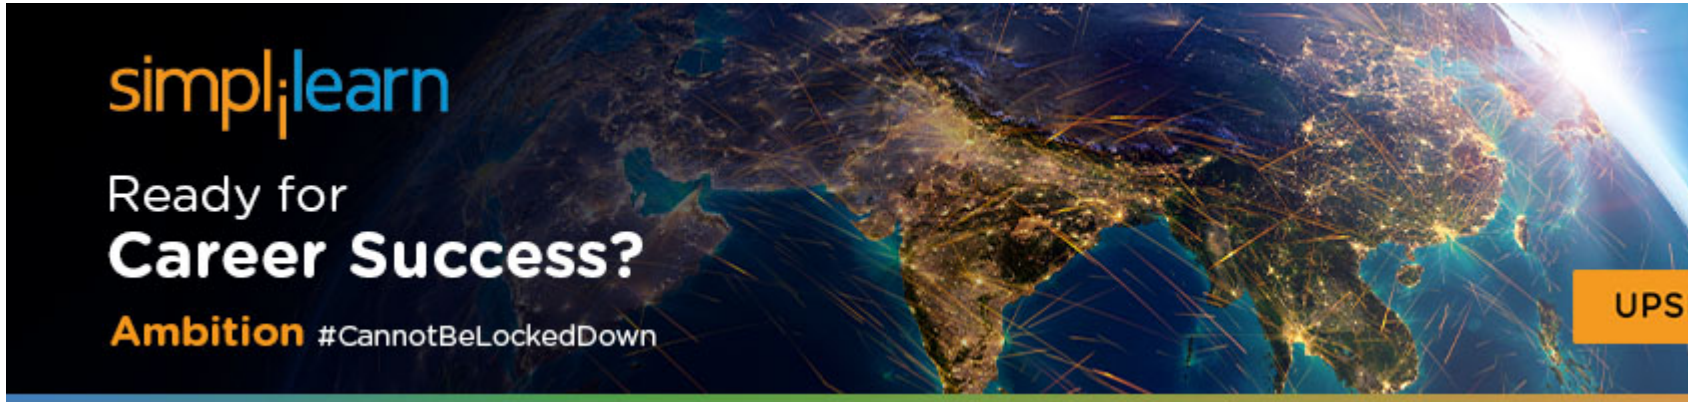 simplilearn
Ready for
Career Success?
Ambition #CannotBeLockedDown
UPS